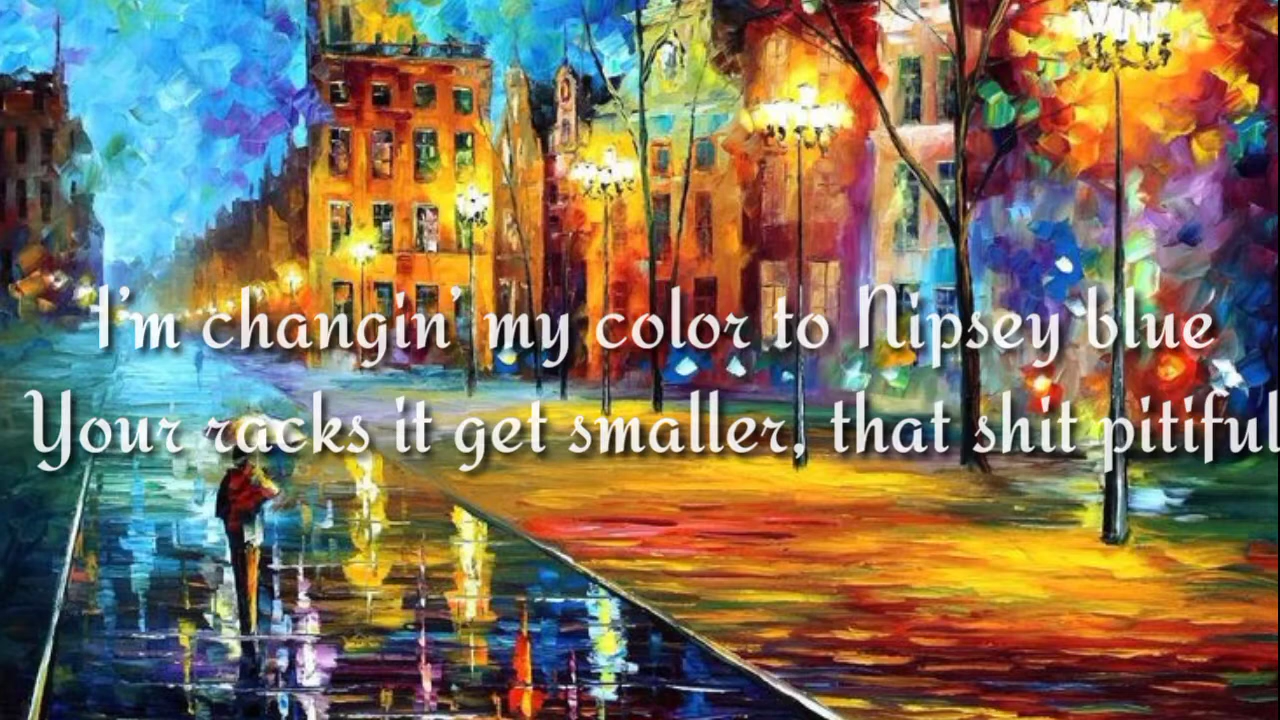 I'm changin' my color to Nipsey blue
Your racks it get smaller, that shit pitiful